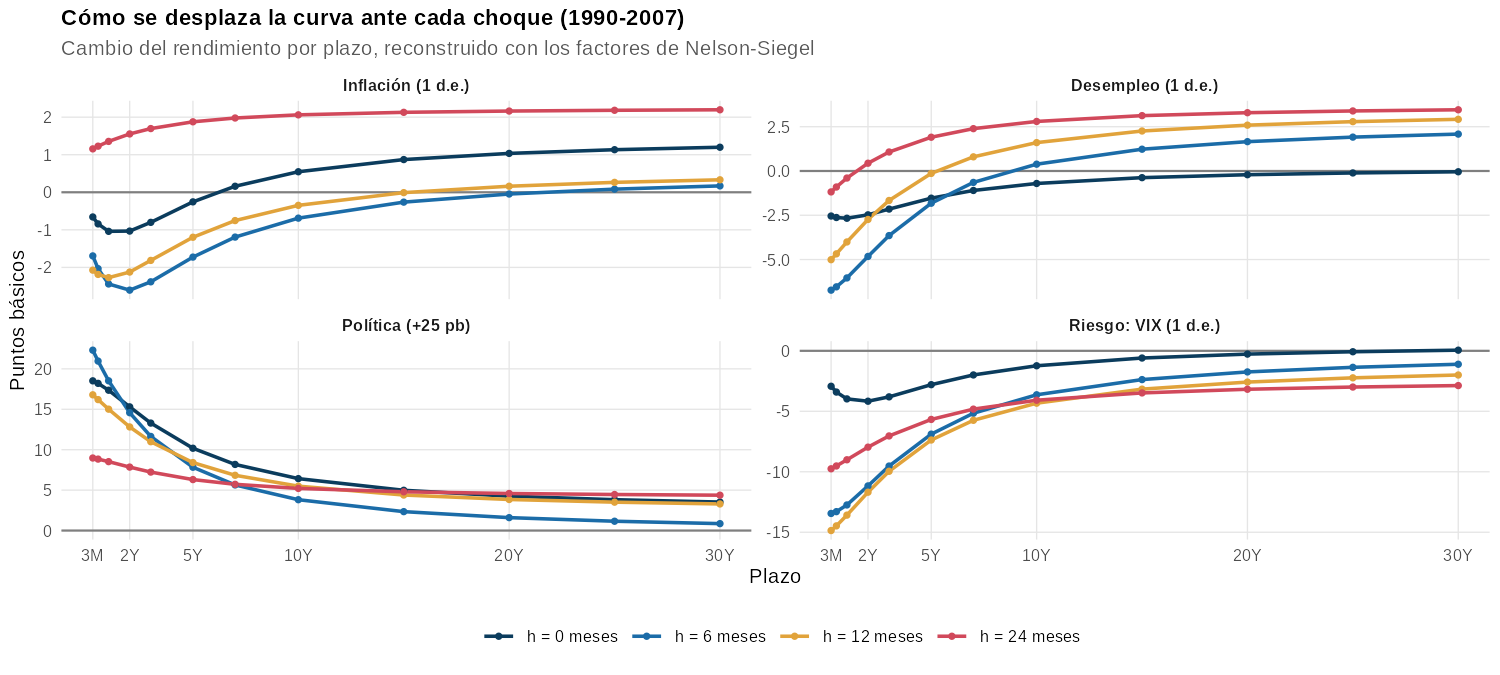 Cómo se desplaza la curva ante cada choque (1990-2007)
Cambio del rendimiento por plazo, reconstruido con los factores de Nelson-Siegel
Puntos básicos
Inflación (1 d.e.)
2
1
0
-1
-2
Desempleo (1 d.e.)
2.5
0.0
-2.5
-5.0
Política (+25 pb)
20
15
10
5
0
3M 2Y 5Y 10Y 20Y 30Y
Riesgo: VIX (1 d.e.)
0
-5
-10
-15
3M 2Y 5Y 10Y 20Y 30Y
Plazo
h = 0 meses h = 6 meses h = 12 meses h = 24 meses